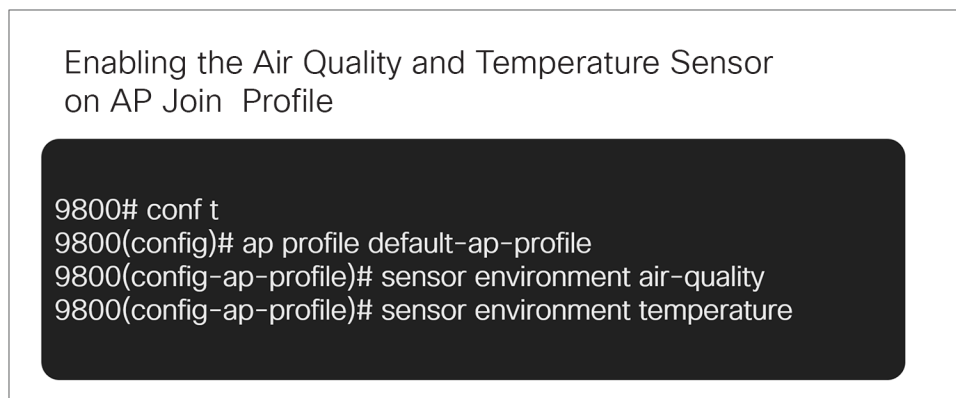 Enabling the Air Quality and Temperature Sensor
on AP Join Profile
9800# conf t
9800(config)# ap profile default-ap-profile
9800(config-ap-profile)# sensor environment air-quality
9800(config-ap-profile)# sensor environment temperature